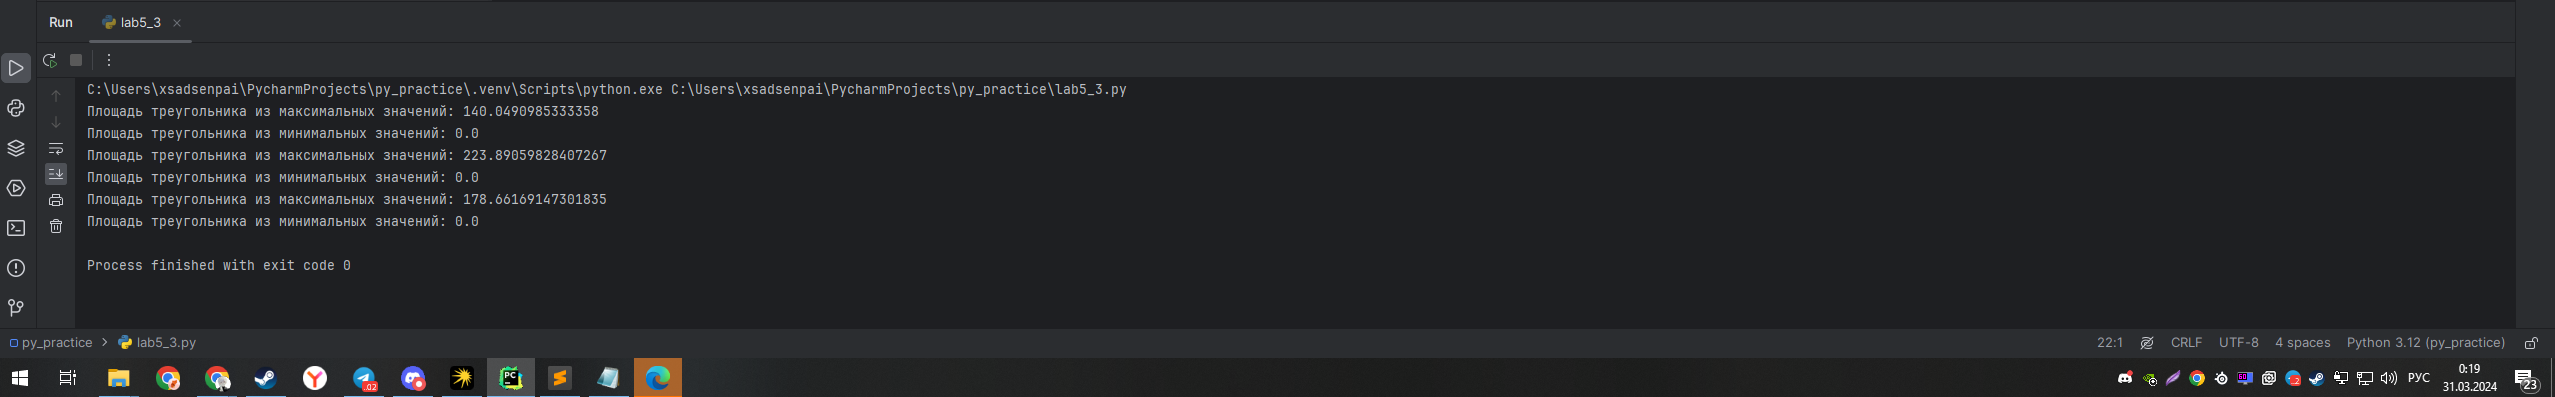 Run lab5_3
C:\Users\xsadsenpai\PycharmProjects\py_practice\.venv\Scripts\python.exe C:\Users\xsadsenpai\PycharmProjects\py_practice\lab5_3.py
Площадь треугольника из максимальных значений: 140.0490985333358
Площадь треугольника из минимальных значений: 0.0
Площадь треугольника из максимальных значений: 223.89059828407267
Площадь треугольника из минимальных значений: 0.0
Площадь треугольника из максимальных значений: 178.66169147301835
Площадь треугольника из минимальных значений: 0.0
Process finished with exit code 0
py_practice > lab5_3.py 22:1 CRLF UTF-8 4 spaces Python 3.12 (py_practice)
PC РУС 0:19
31.03.2024 23